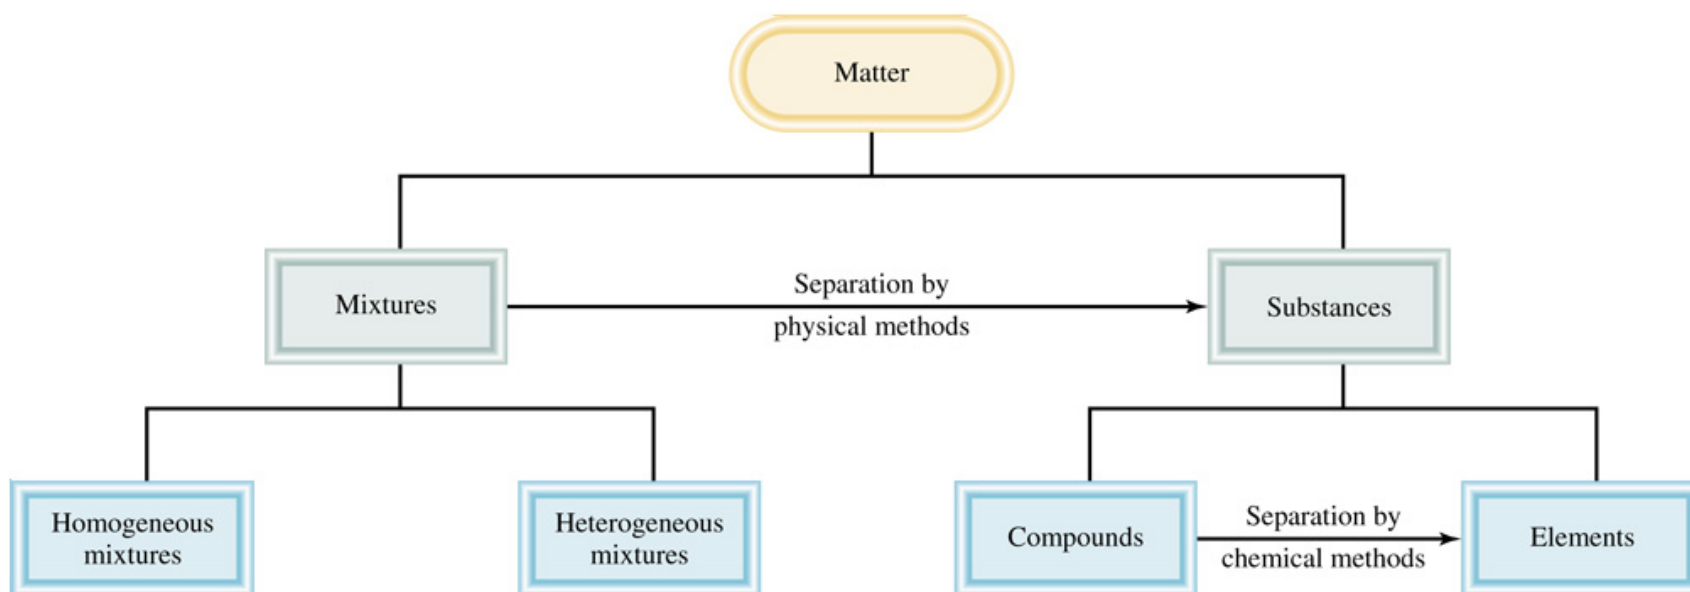 Matter
Mixtures
Separation by
physical methods
Substances
Homogeneous
mixtures
Heterogeneous
mixtures
Compounds
Separation by
chemical methods
Elements